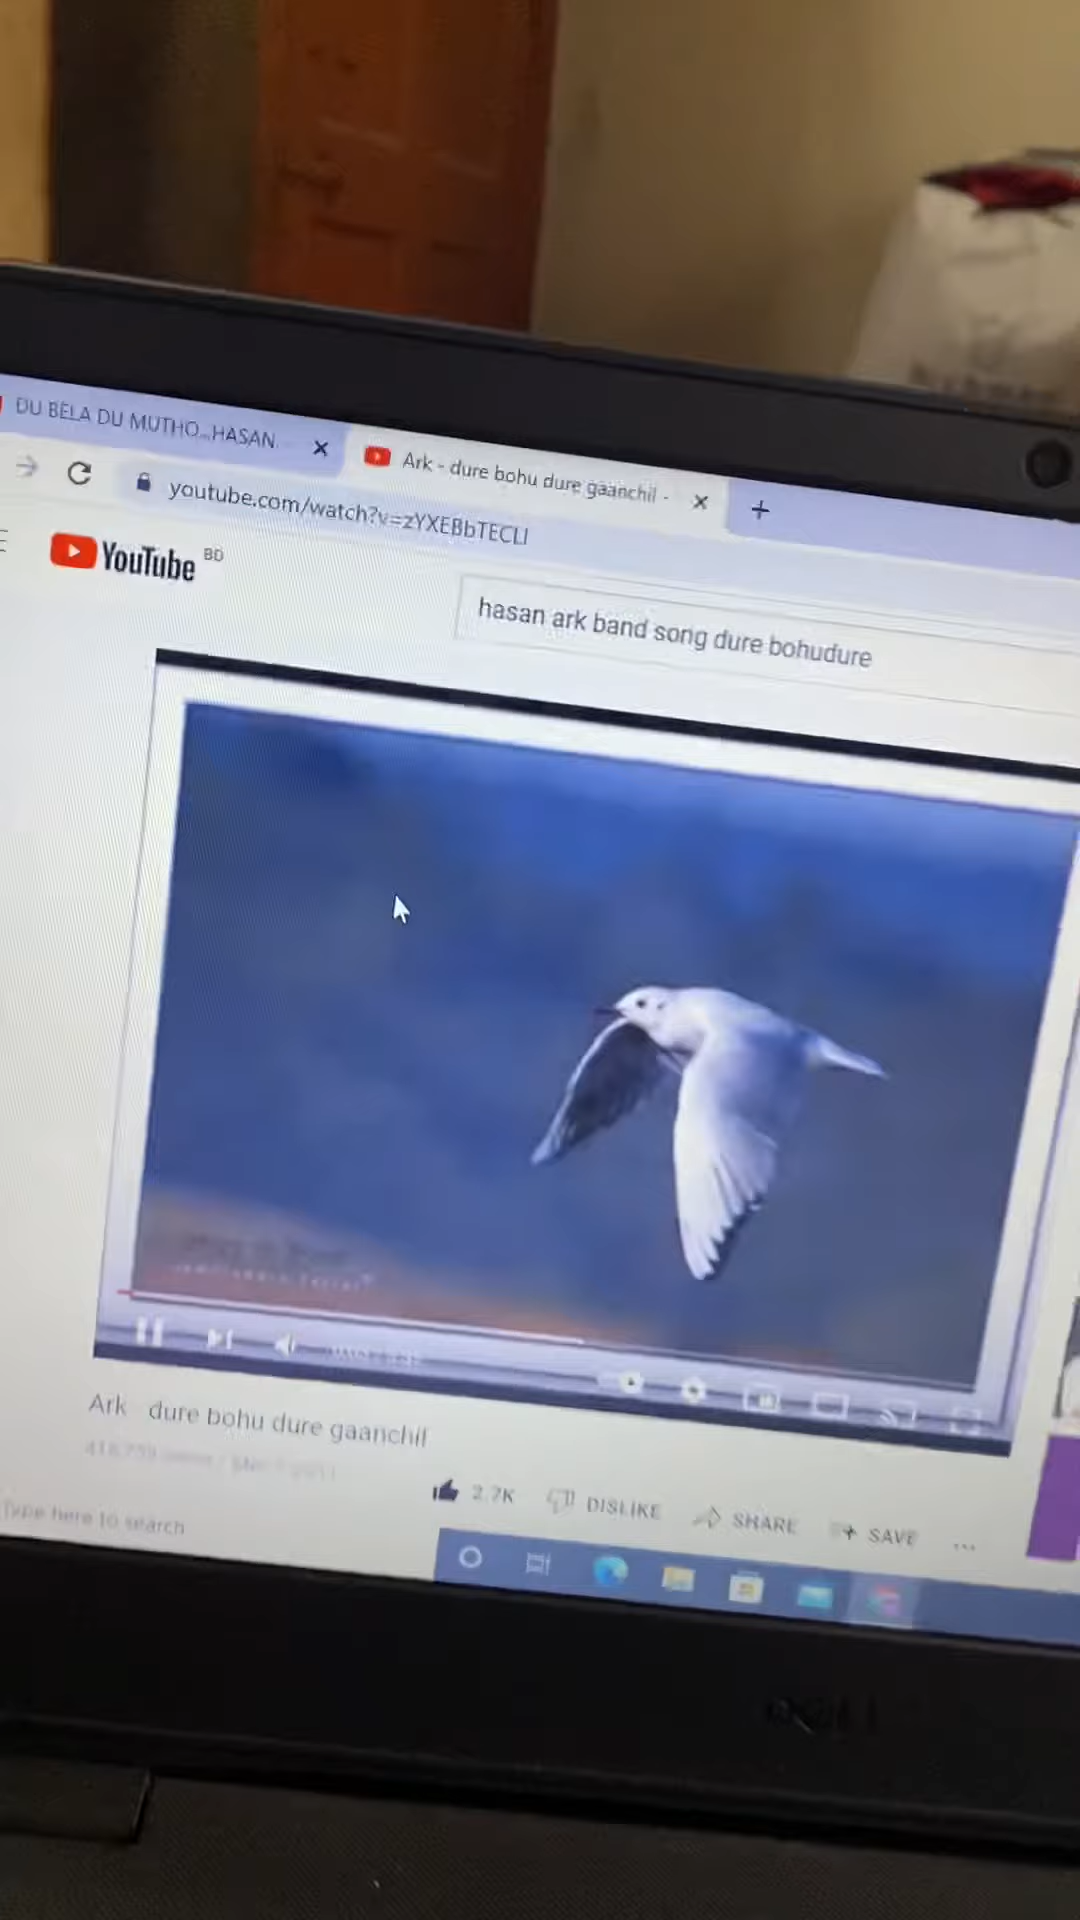 DU BELA DU MUTHO...HASAN
Ark - dure bohu dure gaanchil -
youtube.com/watch?v=zYXEBbTECLI
YouTube BD
hasan ark band song dure bohudure
Ark dure bohu dure gaanchil
2.7K DISLIKE SHARE SAVE ...
Type here to search
DELL